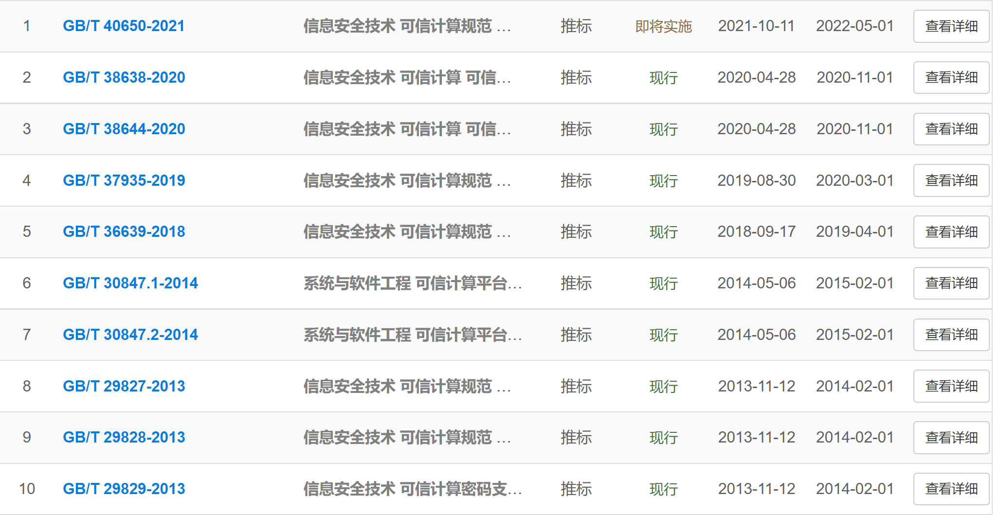 1 GB/T 40650-2021 信息安全技术 可信计算规范 … 推标 即将实施 2021-10-11 2022-05-01 查看详细
2 GB/T 38638-2020 信息安全技术 可信计算 可信… 推标 现行 2020-04-28 2020-11-01 查看详细
3 GB/T 38644-2020 信息安全技术 可信计算 可信… 推标 现行 2020-04-28 2020-11-01 查看详细
4 GB/T 37935-2019 信息安全技术 可信计算规范 … 推标 现行 2019-08-30 2020-03-01 查看详细
5 GB/T 36639-2018 信息安全技术 可信计算规范 … 推标 现行 2018-09-17 2019-04-01 查看详细
6 GB/T 30847.1-2014 系统与软件工程 可信计算平台… 推标 现行 2014-05-06 2015-02-01 查看详细
7 GB/T 30847.2-2014 系统与软件工程 可信计算平台… 推标 现行 2014-05-06 2015-02-01 查看详细
8 GB/T 29827-2013 信息安全技术 可信计算规范 … 推标 现行 2013-11-12 2014-02-01 查看详细
9 GB/T 29828-2013 信息安全技术 可信计算规范 … 推标 现行 2013-11-12 2014-02-01 查看详细
10 GB/T 29829-2013 信息安全技术 可信计算密码支… 推标 现行 2013-11-12 2014-02-01 查看详细